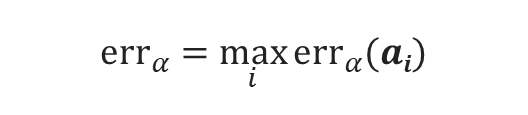 err_α = max_i err_α(a_i)